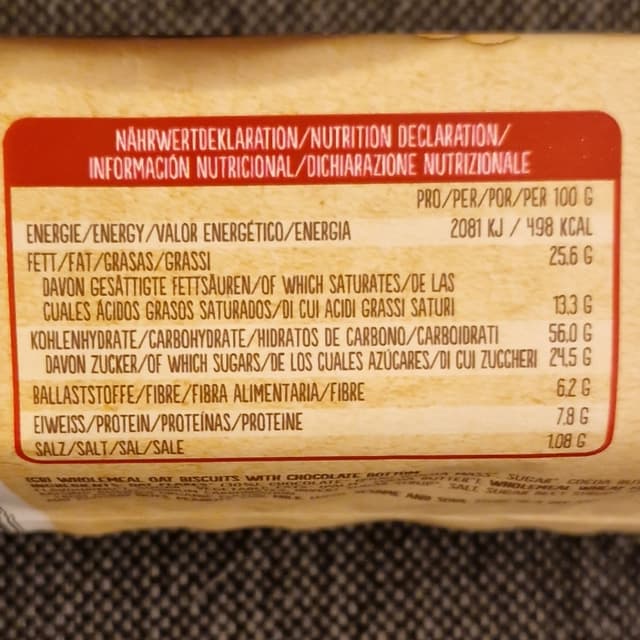 NÄHRWERTDEKLARATION/NUTRITION DECLARATION/
INFORMACIÓN NUTRICIONAL/DICHIARAZIONE NUTRIZIONALE
PRO/PER/POR/PER 100 G
ENERGIE/ENERGY/VALOR ENERGÉTICO/ENERGIA 2081 KJ / 498 KCAL
FETT/FAT/GRASAS/GRASSI 25.6 G
DAVON GESÄTTIGTE FETTSÄUREN/OF WHICH SATURATES/DE LAS
CUALES ÁCIDOS GRASOS SATURADOS/DI CUI ACIDI GRASSI SATURI 13.3 G
KOHLENHYDRATE/CARBOHYDRATE/HIDRATOS DE CARBONO/CARBOIDRATI 56.0 G
DAVON ZUCKER/OF WHICH SUGARS/DE LOS CUALES AZÚCARES/DI CUI ZUCCHERI 24.5 G
BALLASTSTOFFE/FIBRE/FIBRA ALIMENTARIA/FIBRE 6.2 G
EIWEISS/PROTEIN/PROTEÍNAS/PROTEINE 7.8 G
SALZ/SALT/SAL/SALE 1.08 G
(GB) WHOLEMEAL OAT BISCUITS WITH CHOCOLATE BOTTOM